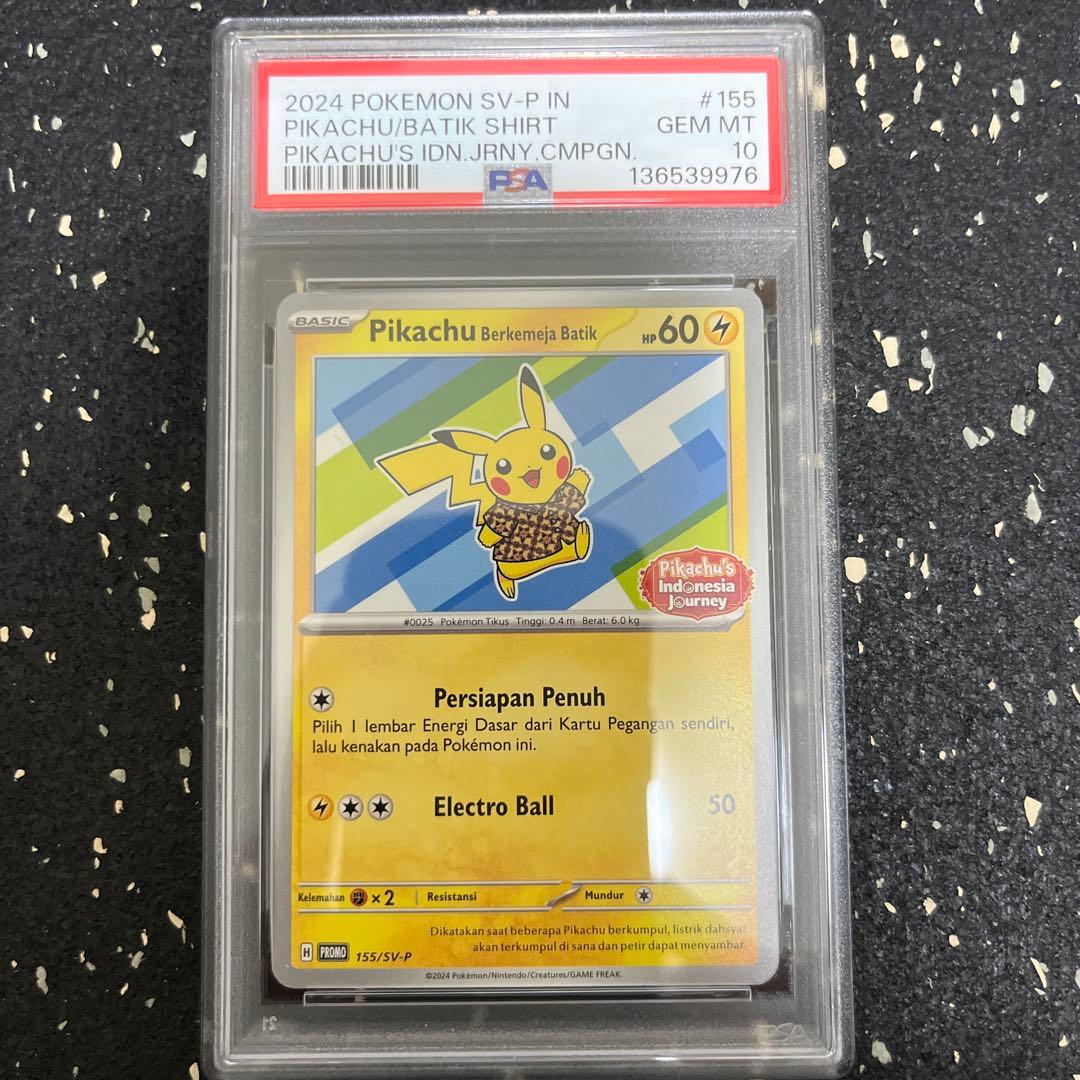 2024 POKEMON SV-P IN #155
PIKACHU/BATIK SHIRT GEM MT
PIKACHU'S IDN.JRNY.CMPGN. 10
PSA 136539976
BASIC Pikachu Berkemeja Batik HP 60
Pikachu's
Indonesia
Journey
#0025 Pokémon Tikus Tinggi: 0.4 m Berat: 6.0 kg
Persiapan Penuh
Pilih 1 lembar Energi Dasar dari Kartu Pegangan sendiri,
lalu kenakan pada Pokémon ini.
Electro Ball 50
Kelemahan ×2 Resistansi Mundur
Dikatakan saat beberapa Pikachu berkumpul, listrik dahsyat
akan terkumpul di sana dan petir dapat menyambar.
H PROMO 155/SV-P
©2024 Pokémon/Nintendo/Creatures/GAME FREAK.
PSA